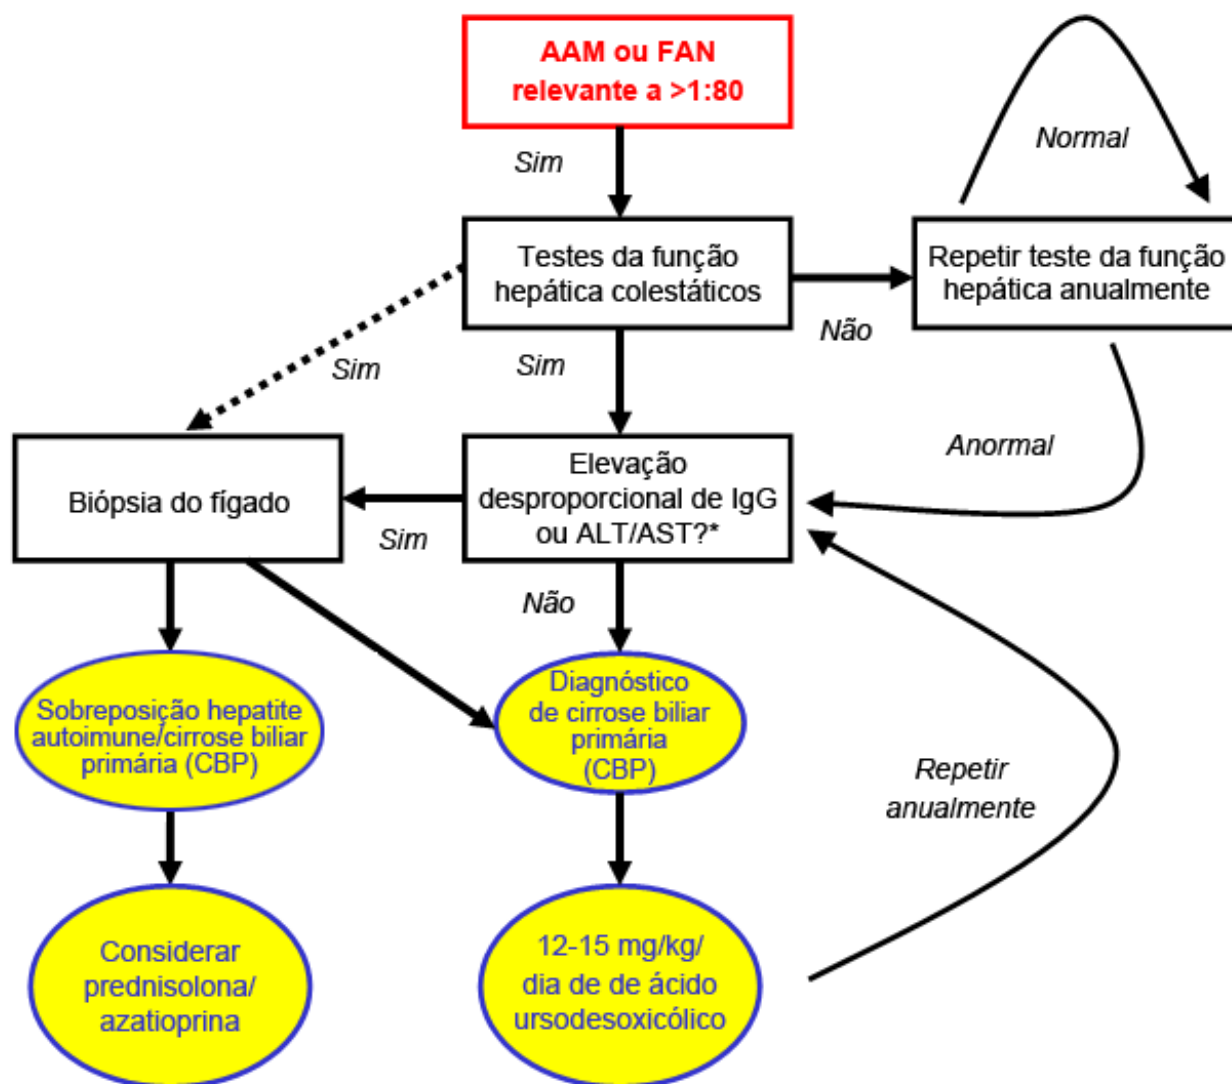 AAM ou FAN
relevante a >1:80
Sim
Normal
Testes da função
hepática colestáticos
Repetir teste da função
hepática anualmente
Não
Sim
Sim
Anormal
Biópsia do fígado
Elevação
desproporcional de IgG
ou ALT/AST?*
Sim
Não
Sobreposição hepatite
autoimune/cirrose biliar
primária (CBP)
Diagnóstico
de cirrose biliar
primária
(CBP)
Repetir
anualmente
Considerar
prednisolona/
azatioprina
12-15 mg/kg/
dia de de ácido
ursodesoxicólico